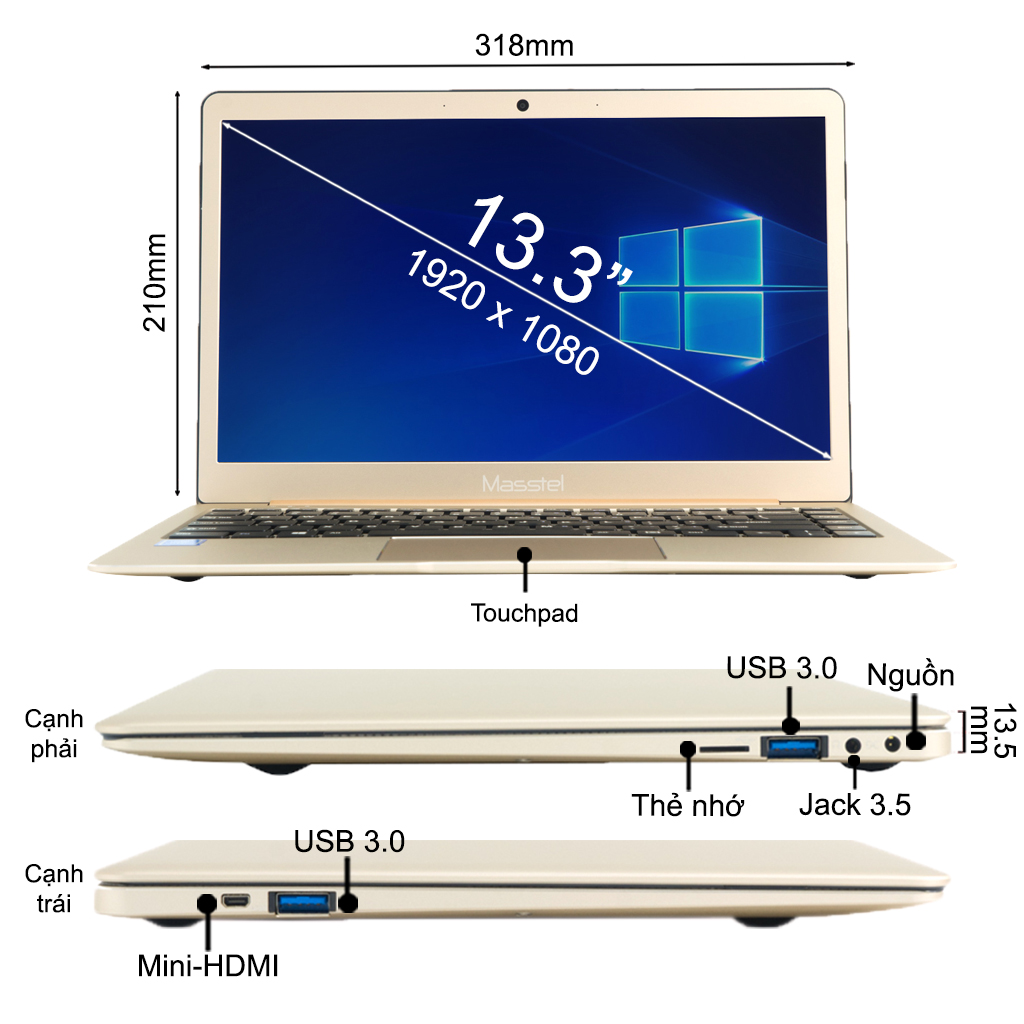 318mm
210mm
13.3”
1920 x 1080
Masstel
Touchpad
USB 3.0
Nguồn
Cạnh
phải
13.5
mm
Thẻ nhớ
Jack 3.5
USB 3.0
Cạnh
trái
Mini-HDMI